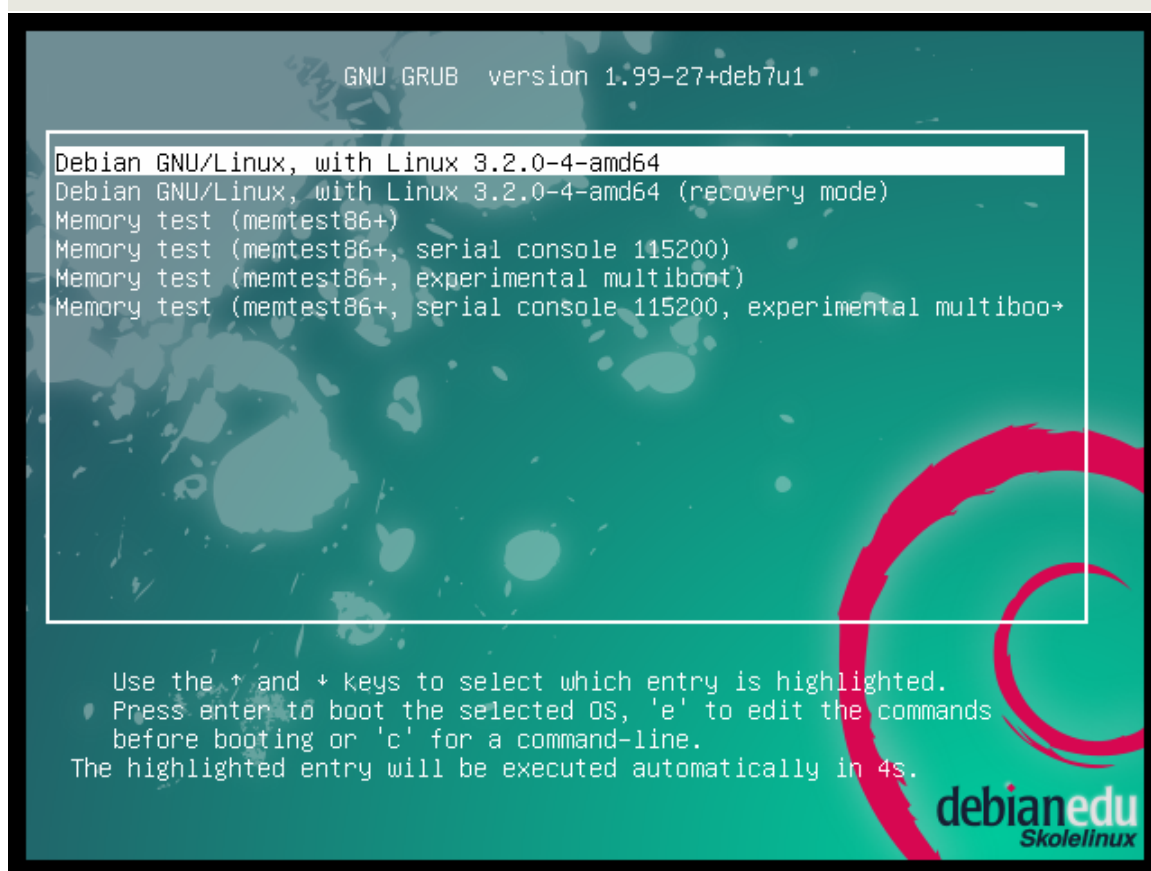 GNU GRUB  version 1.99-27+deb7u1
Debian GNU/Linux, with Linux 3.2.0-4-amd64
Debian GNU/Linux, with Linux 3.2.0-4-amd64 (recovery mode)
Memory test (memtest86+)
Memory test (memtest86+, serial console 115200)
Memory test (memtest86+, experimental multiboot)
Memory test (memtest86+, serial console 115200, experimental multiboo→
Use the ↑ and ↓ keys to select which entry is highlighted.
Press enter to boot the selected OS, 'e' to edit the commands
before booting or 'c' for a command-line.
The highlighted entry will be executed automatically in 4s.
debianedu
Skolelinux